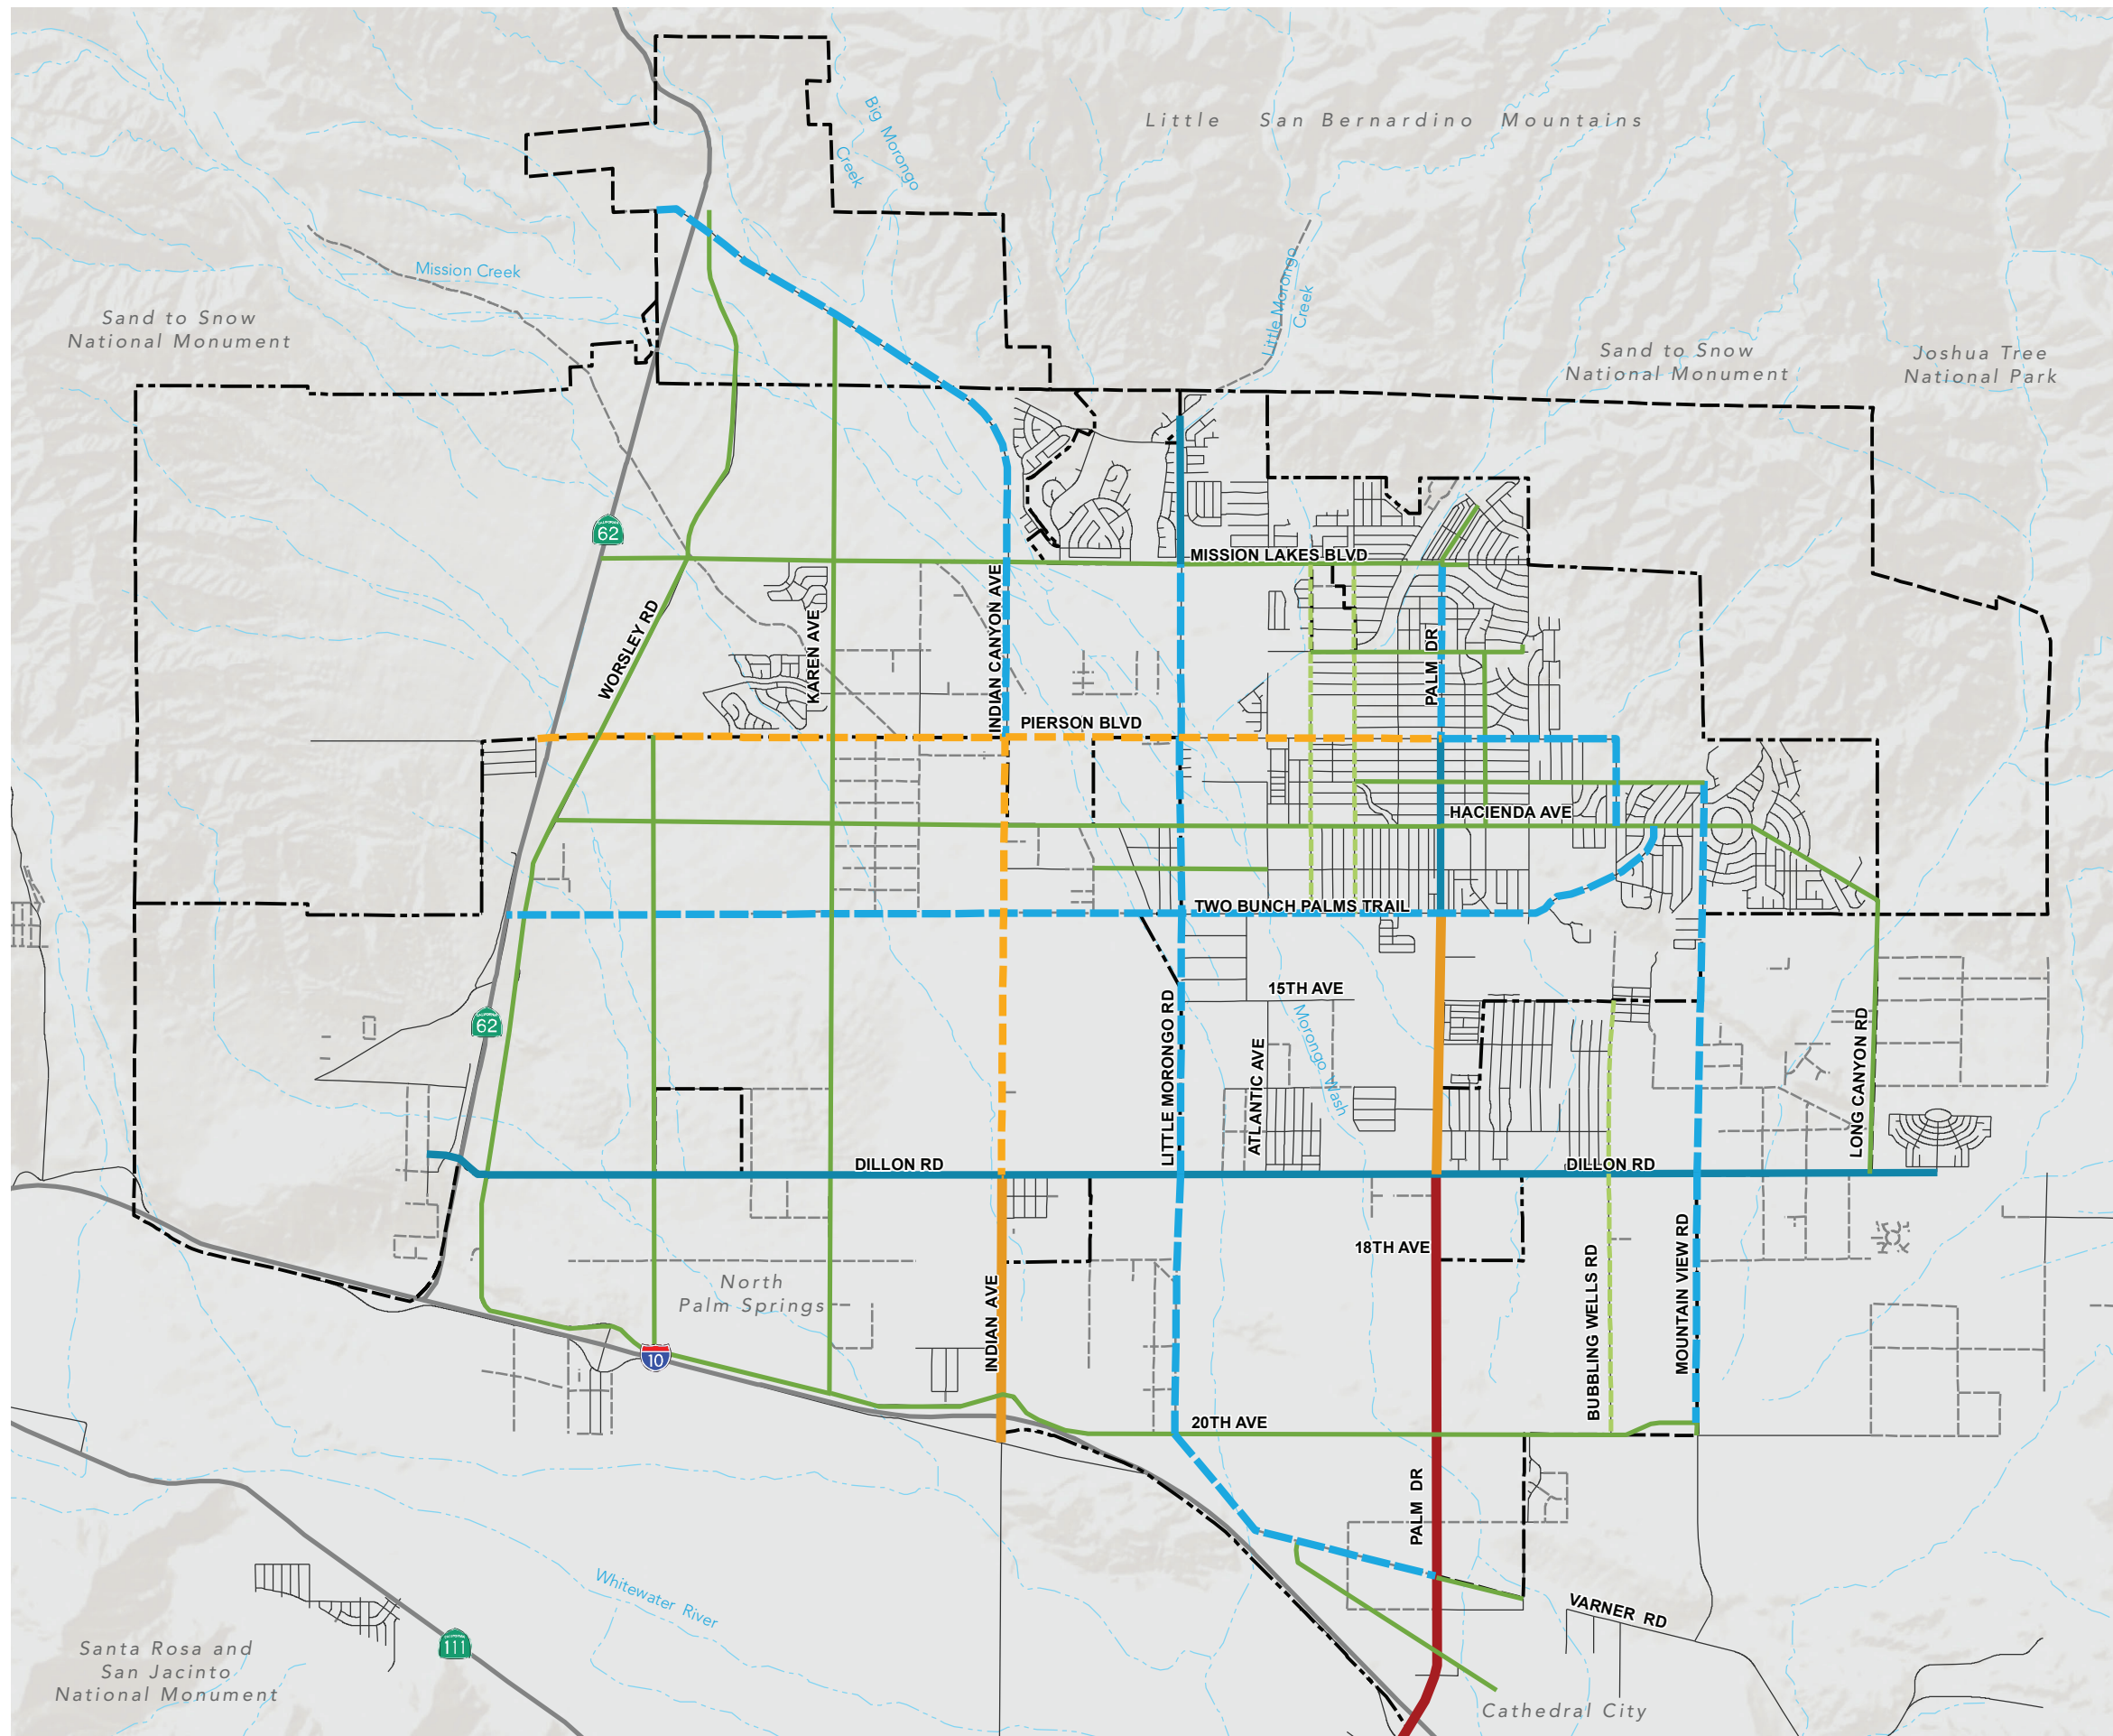 Big Morongo
Creek
Little San Bernardino Mountains
Mission Creek
Little Morongo
Creek
Sand to Snow
National Monument
Sand to Snow
National Monument
Joshua Tree
National Park
CALIFORNIA
62
MISSION LAKES BLVD
WORSLEY RD
KAREN AVE
INDIAN CANYON AVE
PALM DR
PIERSON BLVD
HACIENDA AVE
TWO BUNCH PALMS TRAIL
15TH AVE
CALIFORNIA
62
LITTLE MORONGO RD
ATLANTIC AVE
Morongo Wash
LONG CANYON RD
DILLON RD
DILLON RD
18TH AVE
North
Palm Springs
INDIAN AVE
BUBBLING WELLS RD
MOUNTAIN VIEW RD
10
20TH AVE
PALM DR
Whitewater River
VARNER RD
CALIFORNIA
111
Santa Rosa and
San Jacinto
National Monument
Cathedral City